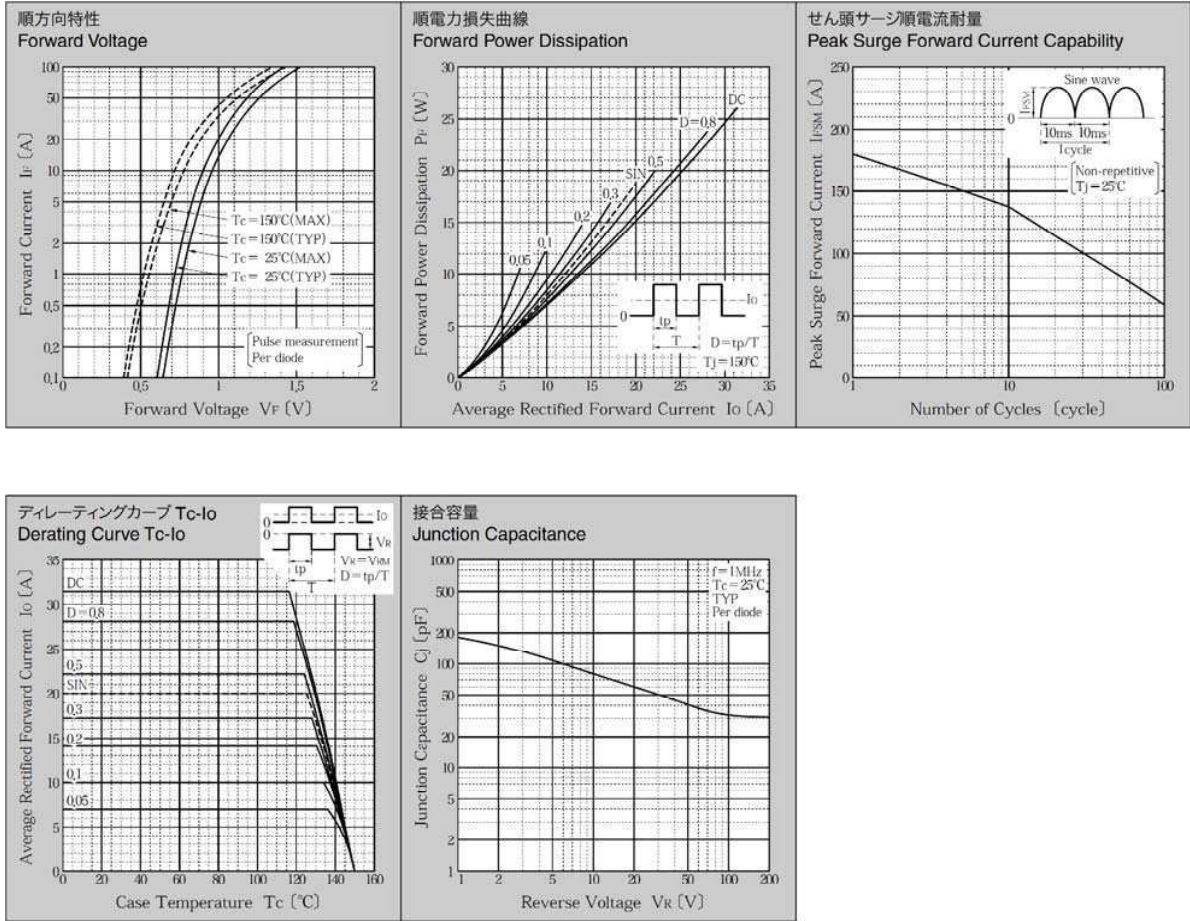 順方向特性
Forward Voltage
Forward Current IF〔A〕
100
50
20
10
5
2
1
0,5
0,2
0,1
Tc=150℃(MAX)
Tc=150℃(TYP)
Tc= 25℃(MAX)
Tc= 25℃(TYP)
Pulse measurement
Per diode
0 0,5 1 1,5 2
Forward Voltage VF〔V〕
順電力損失曲線
Forward Power Dissipation
Forward Power Dissipation PF〔W〕
30
25
20
15
10
5
0
DC
D=0,8
0,5
SIN
0,3
0,2
0,1
0,05
0
Io
tp
T
D=tp/T
Tj=150℃
0 5 10 15 20 25 30 35
Average Rectified Forward Current Io〔A〕
せん頭サージ順電流耐量
Peak Surge Forward Current Capability
Peak Surge Forward Current IFSM〔A〕
250
200
150
100
50
0
Sine wave
IFSM
0
10ms 10ms
1cycle
Non-repetitive
Tj=25℃
1 10 100
Number of Cycles〔cycle〕
ディレーティングカーブ Tc-Io
Derating Curve Tc-Io
0
Io
0
VR
tp
T
VR=VRM
D=tp/T
Average Rectified Forward Current Io〔A〕
35
30
25
20
15
10
5
0
DC
D=0,8
0,5
SIN
0,3
0,2
0,1
0,05
0 20 40 60 80 100 120 140 160
Case Temperature Tc〔℃〕
接合容量
Junction Capacitance
Junction Capacitance Cj〔pF〕
1000
500
200
100
50
20
10
5
2
1
f=1MHz
Tc=25℃
TYP
Per diode
1 2 5 10 20 50 100 200
Reverse Voltage VR〔V〕